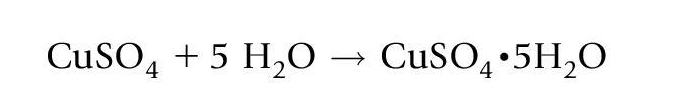 CuSO₄ + 5 H₂O → CuSO₄•5H₂O